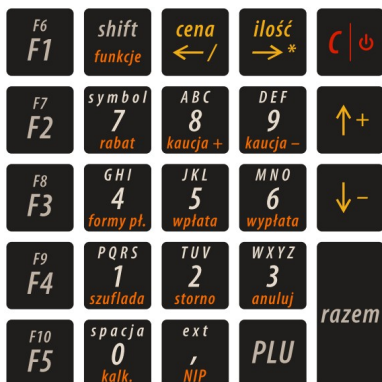 F6 shift cena ilość
F1 funkcje ← / → * C | ⏻
F7 symbol ABC DEF
F2 7 8 9 ↑ +
rabat kaucja + kaucja –
F8 GHI JKL MNO
F3 4 5 6 ↓ –
formy pł. wpłata wypłata
F9 PQRS TUV WXYZ
F4 1 2 3
szuflada storno anuluj
razem
F10 spacja ext
F5 0 , PLU
kalk. NIP